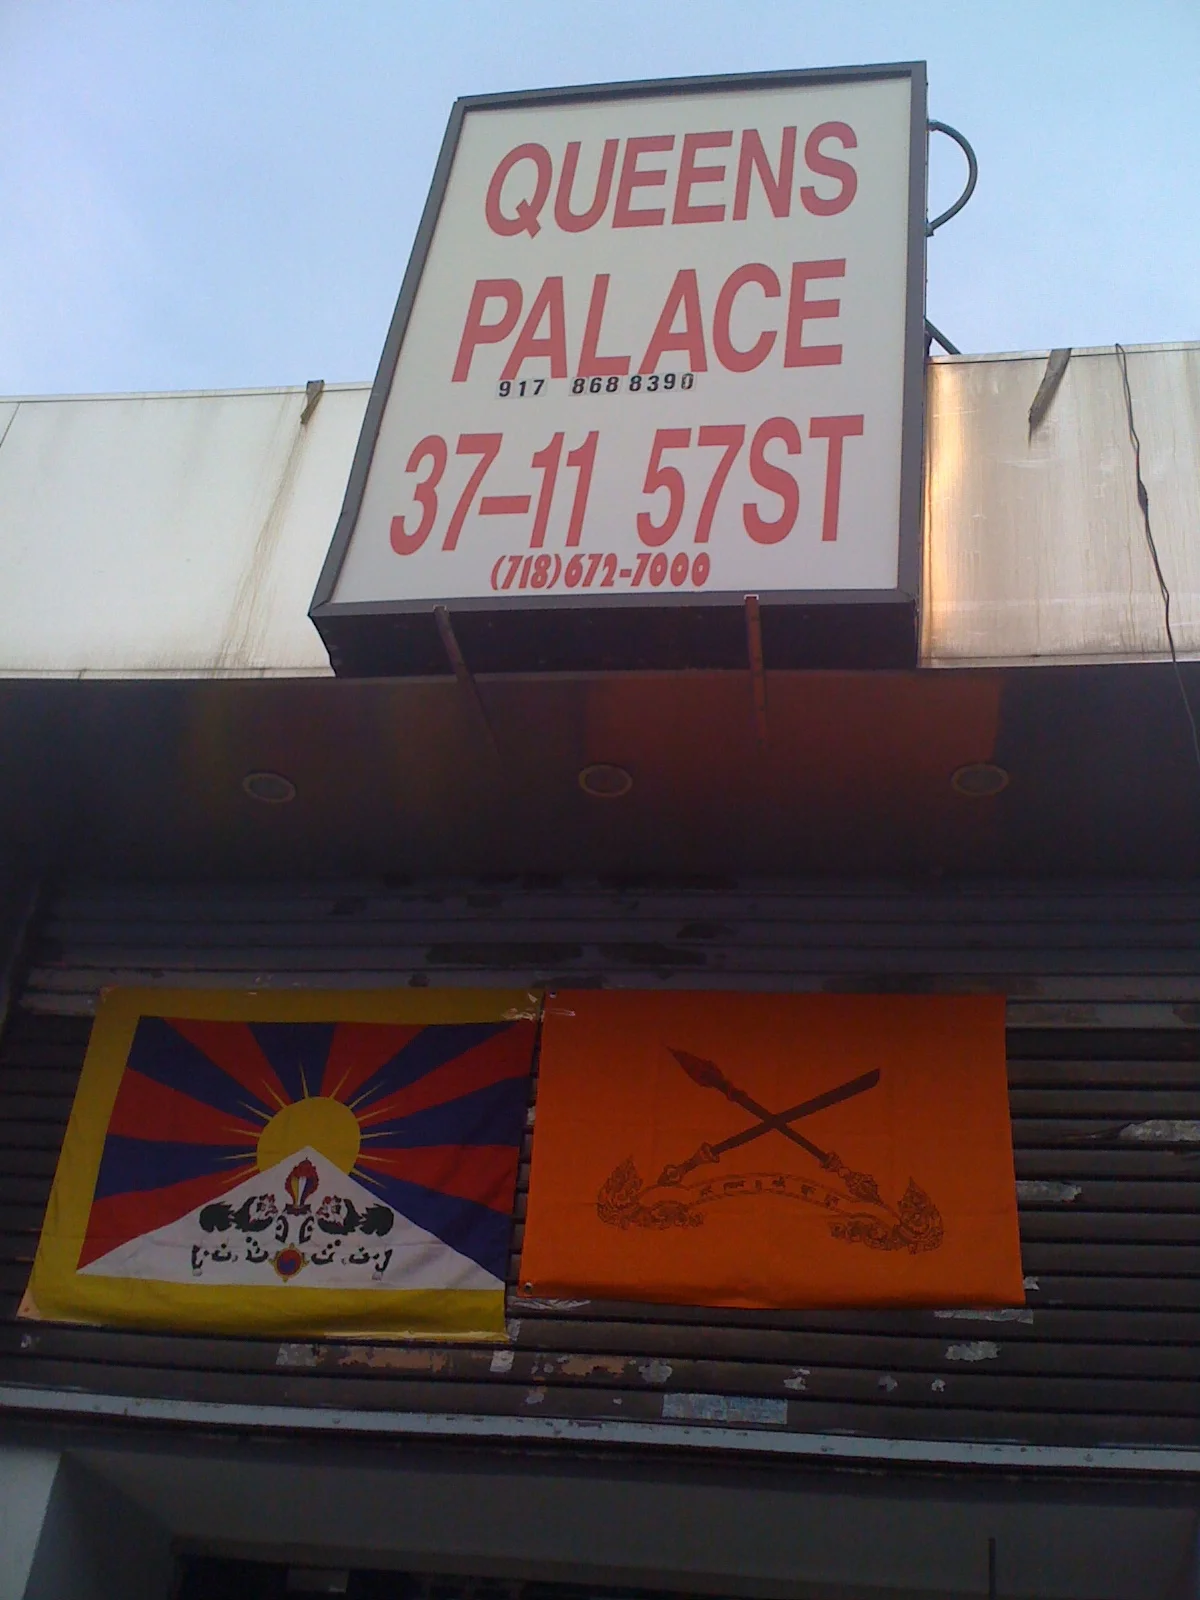 QUEENS
PALACE
917 868 8390
37-11 57ST
(718)672-7000